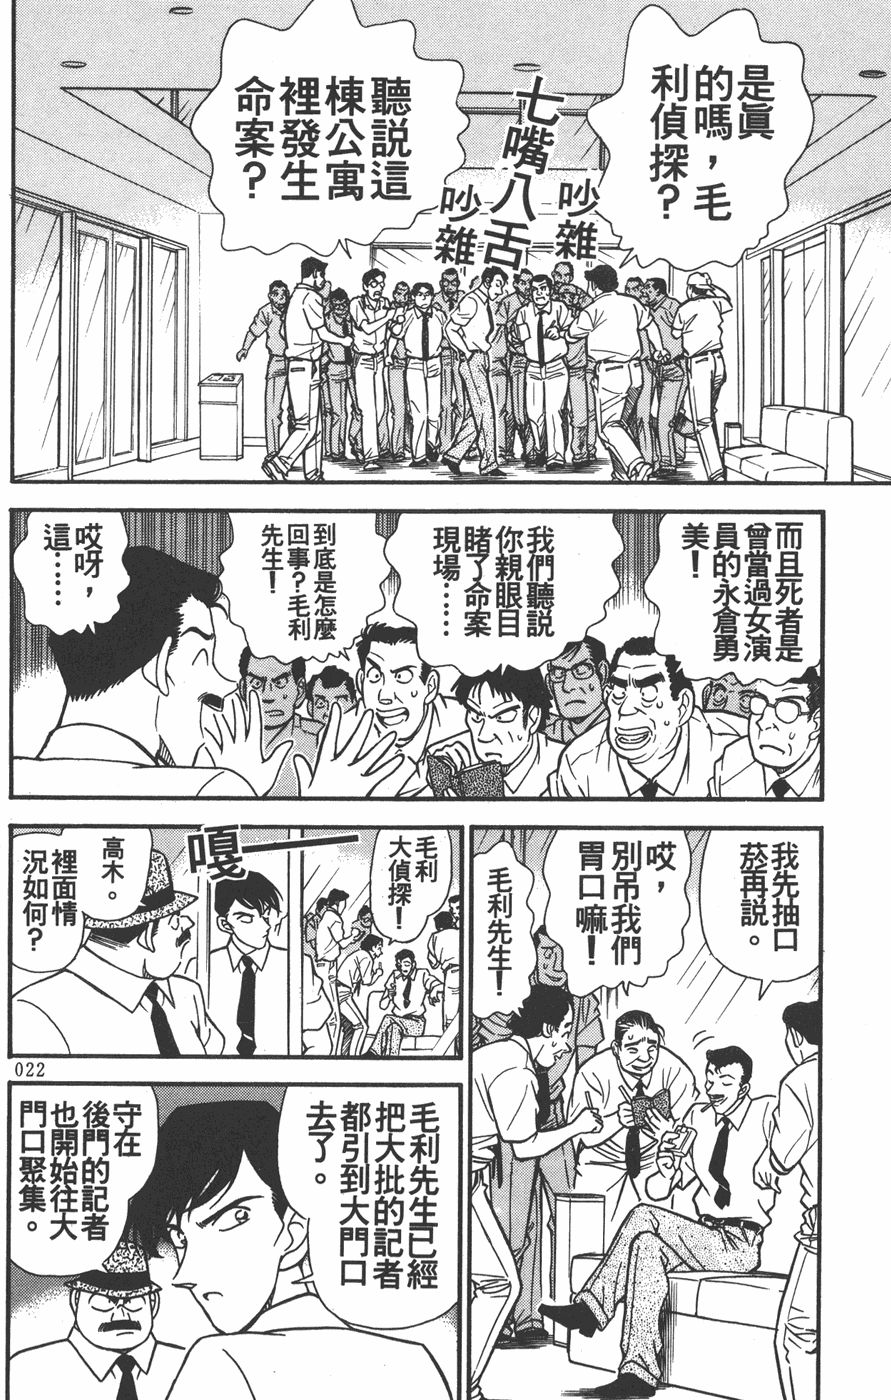 是眞
的嗎，毛
利偵探？
七嘴八舌
吵雜
吵雜
聽説這
棟公寓
裡發生
命案？
而且死者是
曾當過女演
員的永倉勇
美！
我們聽説
你親眼目
睹了命案
現場……
到底是怎麼
回事？毛利
先生！
哎呀，
這……
我先抽口
菸再説。
哎，
別吊我們
胃口嘛！
毛利先生！
毛利
大偵探！
嘎——
高木。
裡面情
況如何？
毛利先生已經
把大批的記者
都引到大門口
去了。
守在
後門的記者
也開始往大
門口聚集。
022